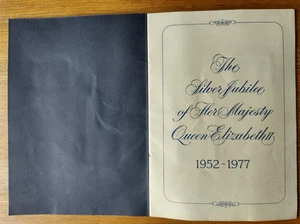 The
Silver Jubilee
of Her Majesty
Queen Elizabeth II
1952-1977